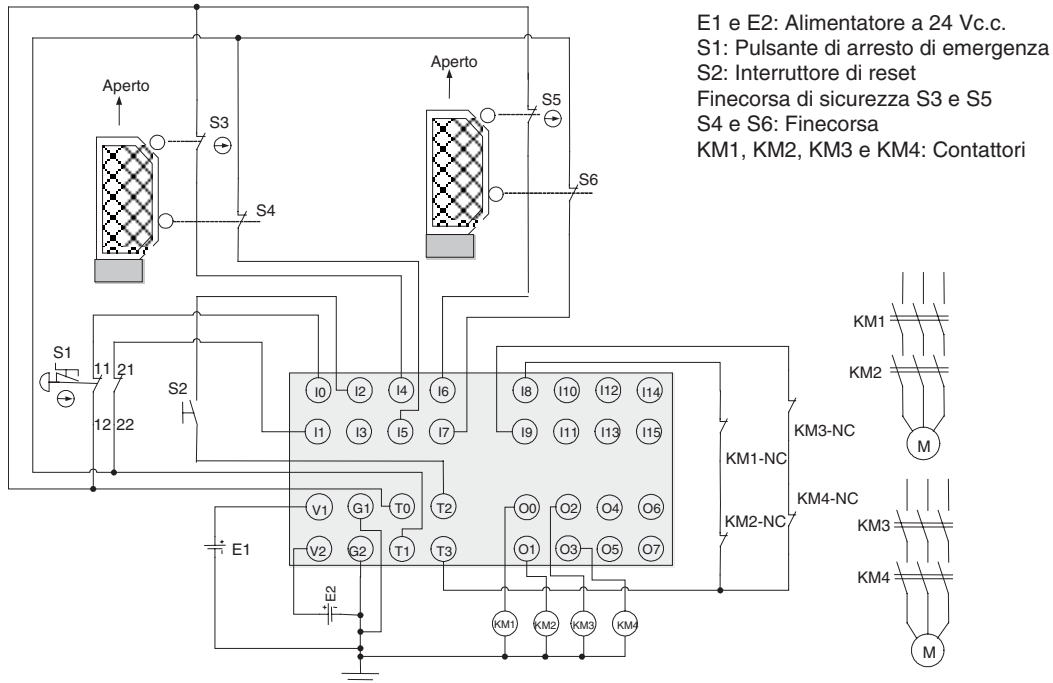 E1 e E2: Alimentatore a 24 Vc.c.
S1: Pulsante di arresto di emergenza
S2: Interruttore di reset
Finecorsa di sicurezza S3 e S5
S4 e S6: Finecorsa
KM1, KM2, KM3 e KM4: Contattori
Aperto
Aperto
S3
S5
S4
S6
S1
11 21
12 22
S2
I0 I2 I4 I6 I8 I10 I12 I14
I1 I3 I5 I7 I9 I11 I13 I15
V1 G1 T0 T2 O0 O2 O4 O6
V2 G2 T1 T3 O1 O3 O5 O7
E1
E2
KM1 KM2 KM3 KM4
KM3-NC
KM1-NC
KM4-NC
KM2-NC
KM1
KM2
M
KM3
KM4
M